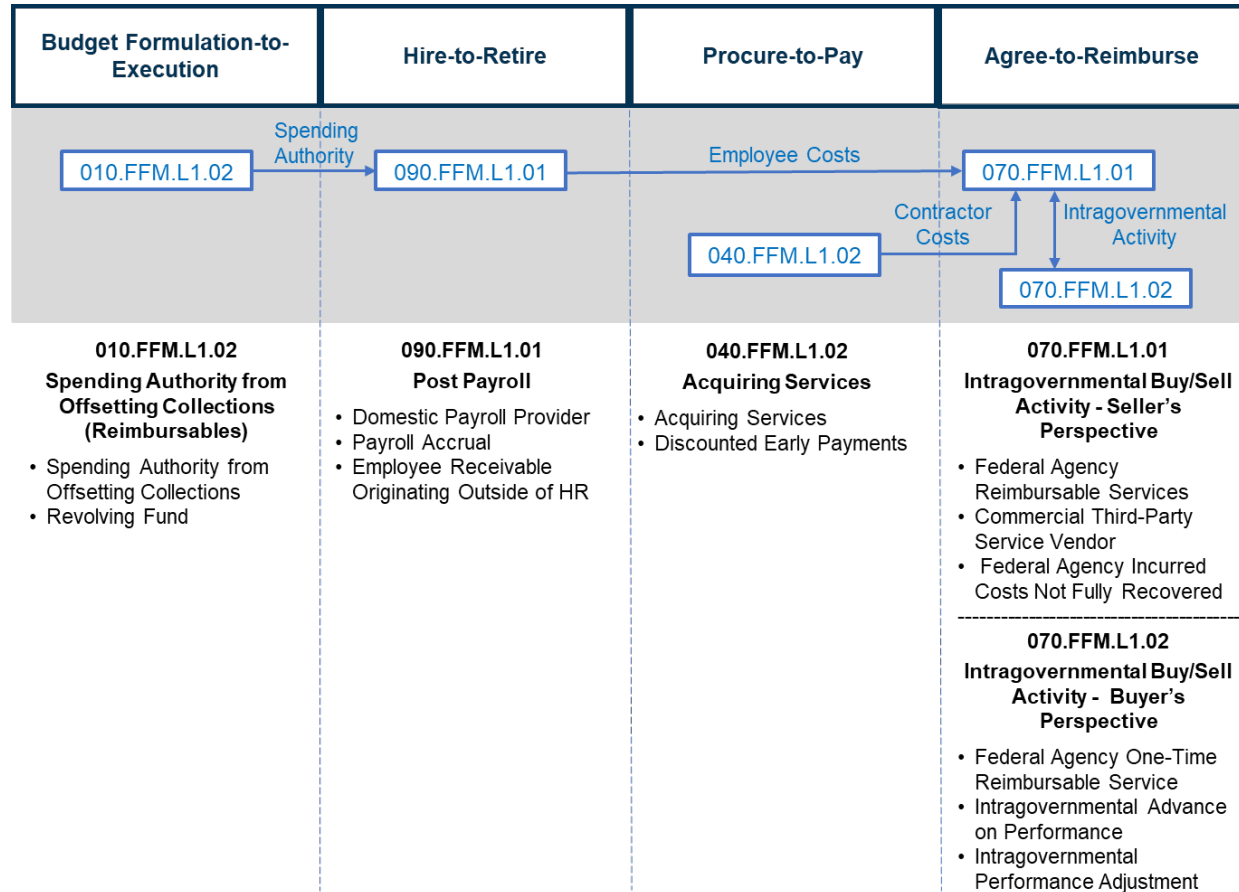 Budget Formulation-to-
Execution
Hire-to-Retire
Procure-to-Pay
Agree-to-Reimburse
Spending
Authority
010.FFM.L1.02
090.FFM.L1.01
Employee Costs
070.FFM.L1.01
Contractor
Costs
Intragovernmental
Activity
040.FFM.L1.02
070.FFM.L1.02
010.FFM.L1.02
Spending Authority from
Offsetting Collections
(Reimbursables)
• Spending Authority from
Offsetting Collections
• Revolving Fund
090.FFM.L1.01
Post Payroll
• Domestic Payroll Provider
• Payroll Accrual
• Employee Receivable
Originating Outside of HR
040.FFM.L1.02
Acquiring Services
• Acquiring Services
• Discounted Early Payments
070.FFM.L1.01
Intragovernmental Buy/Sell
Activity - Seller's
Perspective
• Federal Agency
Reimbursable Services
• Commercial Third-Party
Service Vendor
• Federal Agency Incurred
Costs Not Fully Recovered
070.FFM.L1.02
Intragovernmental Buy/Sell
Activity - Buyer's
Perspective
• Federal Agency One-Time
Reimbursable Service
• Intragovernmental Advance
on Performance
• Intragovernmental
Performance Adjustment